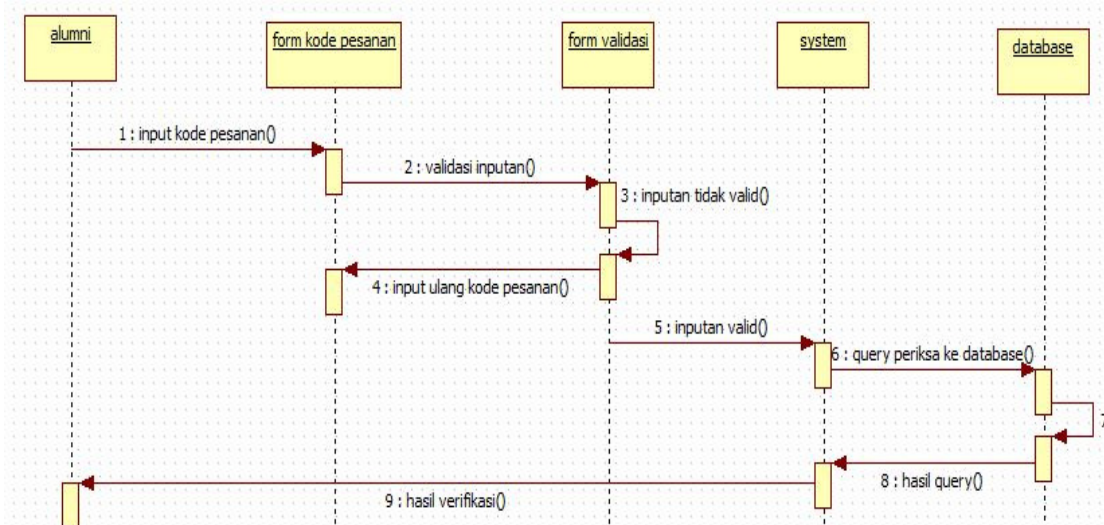 alumni
form kode pesanan
form validasi
system
database
1 : input kode pesanan()
2 : validasi inputan()
3 : inputan tidak valid()
4 : input ulang kode pesanan()
5 : inputan valid()
6 : query periksa ke database()
8 : hasil query()
9 : hasil verifikasi()